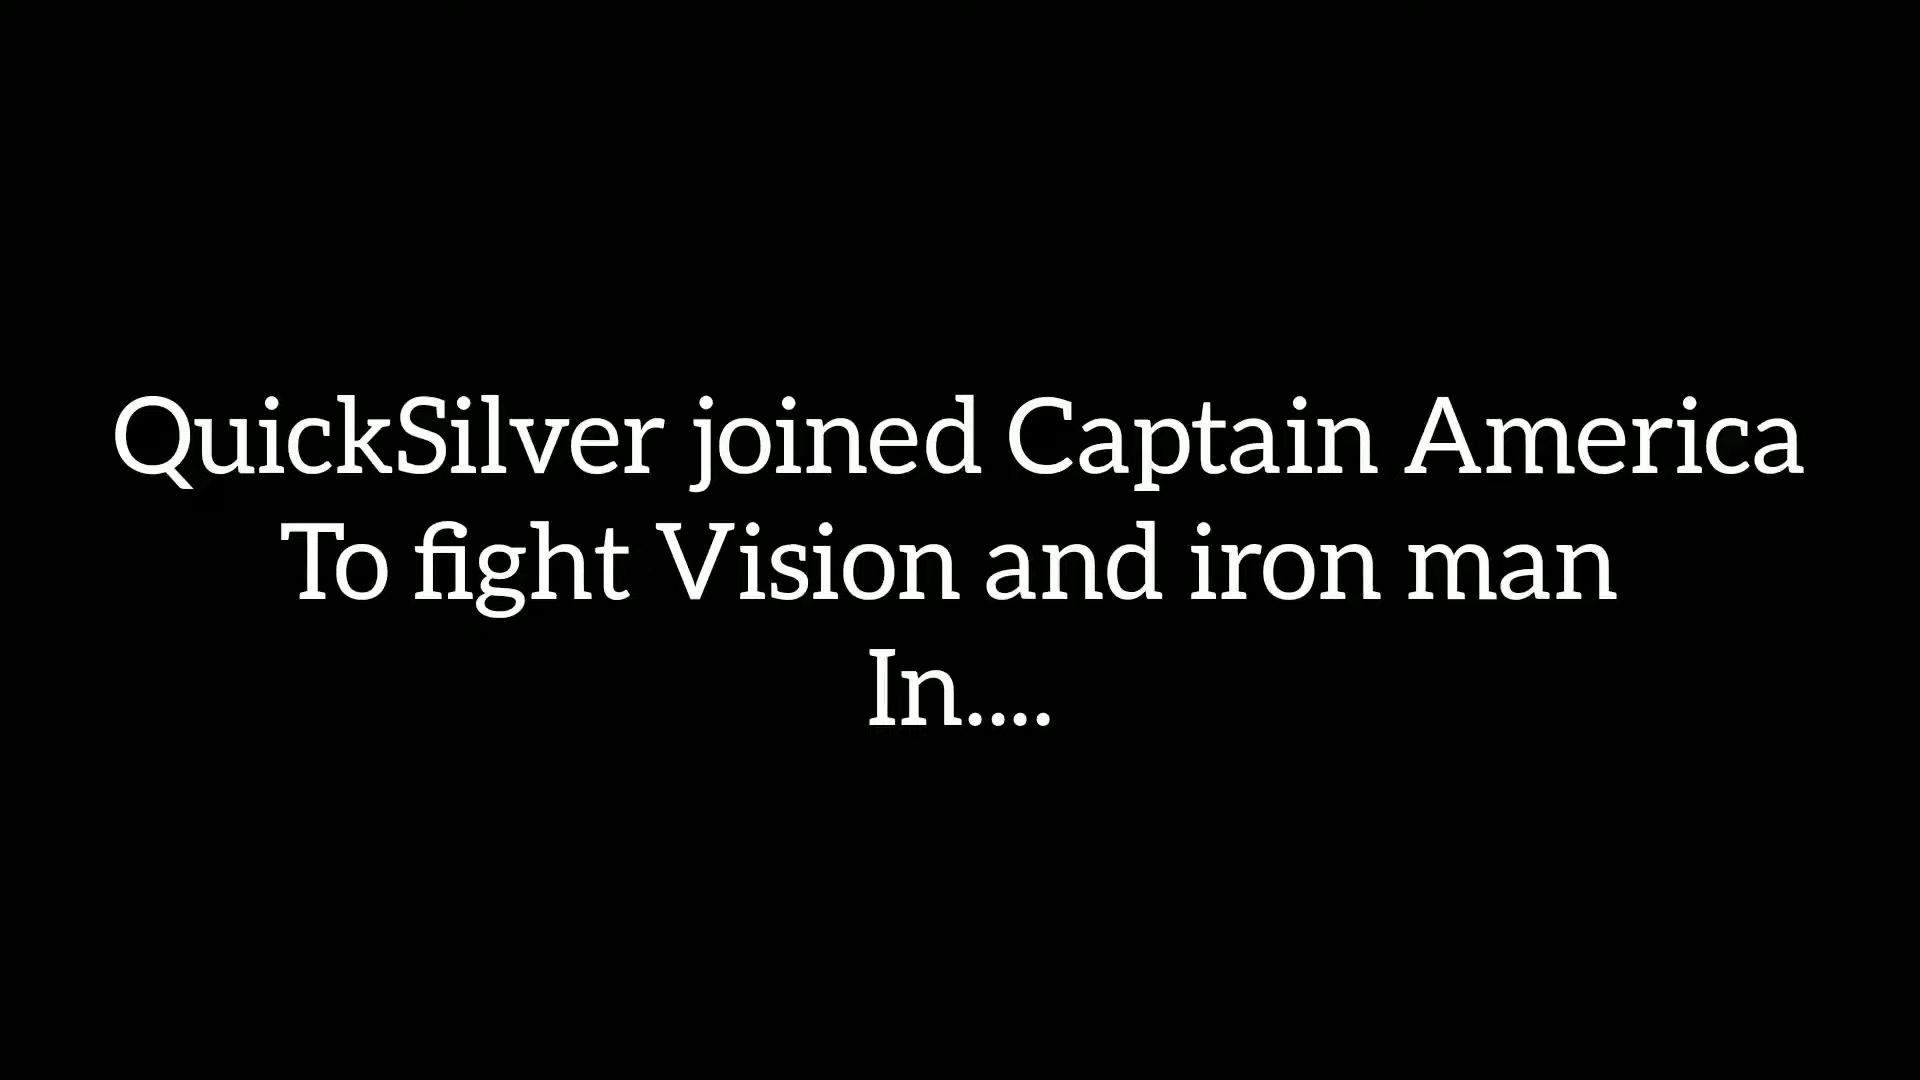 QuickSilver joined Captain America
To fight Vision and iron man
In....